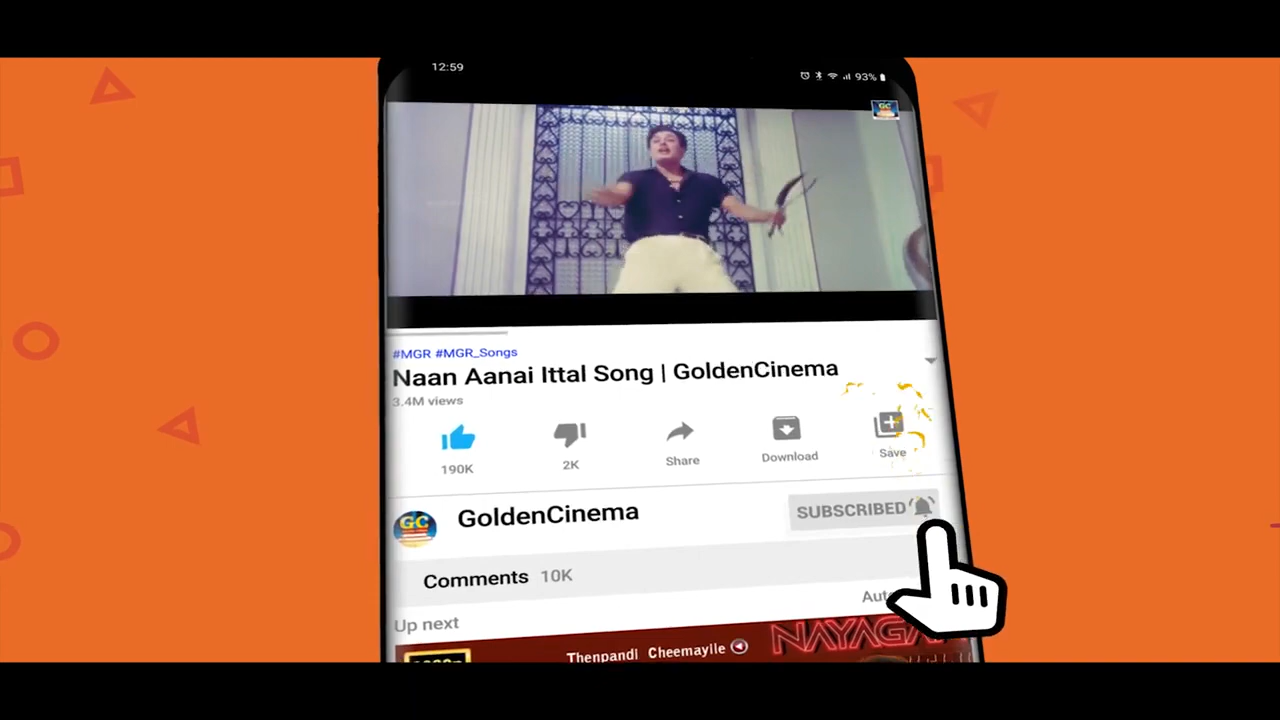 12:59
93%
GC
#MGR #MGR_Songs
Naan Aanai Ittal Song | GoldenCinema
3.4M views
190K
2K
Share
Download
Save
GC
GoldenCinema
SUBSCRIBED
Comments 10K
Up next
Thenpandi Cheemaylle